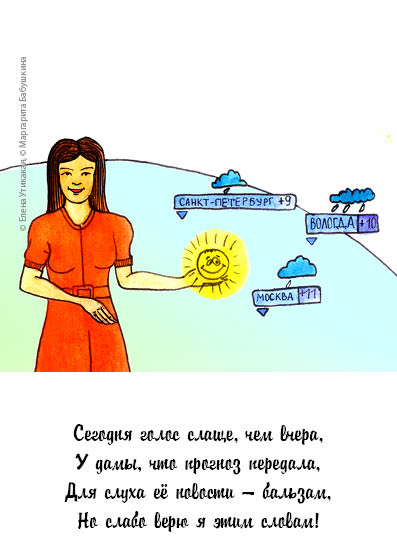 © Елена Утикакая, © Маргарита Бабушкина
САНКТ-ПЕТЕРБУРГ +9
ВОЛОГДА +10
МОСКВА +11
Сегодня голос слаще, чем вчера,
У дамы, что прогноз передала,
Для слуха её новости – бальзам,
Но слабо верю я этим словам!